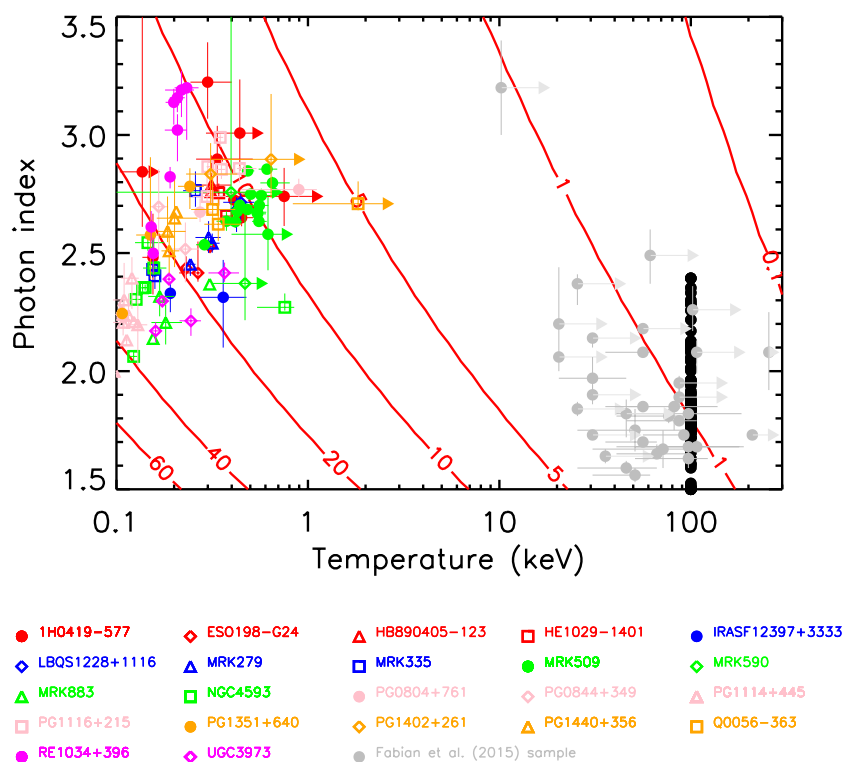 3.5
3.0
2.5
2.0
1.5
Photon index
1
5
0.1
60
40
20
10
5
1
0.1
1
10
100
Temperature (keV)
1H0419-577
ESO198-G24
HB890405-123
HE1029-1401
IRASF12397+3333
LBQS1228+1116
MRK279
MRK335
MRK509
MRK590
MRK883
NGC4593
PG0804+761
PG0844+349
PG1114+445
PG1116+215
PG1351+640
PG1402+261
PG1440+356
Q0056-363
RE1034+396
UGC3973
Fabian et al. (2015) sample